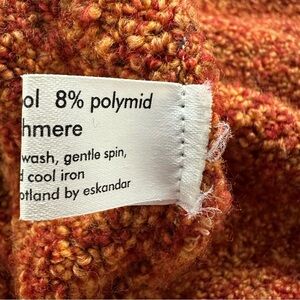 ol 8% polymid
hmere
wash, gentle spin,
d cool iron
otland by eskandar